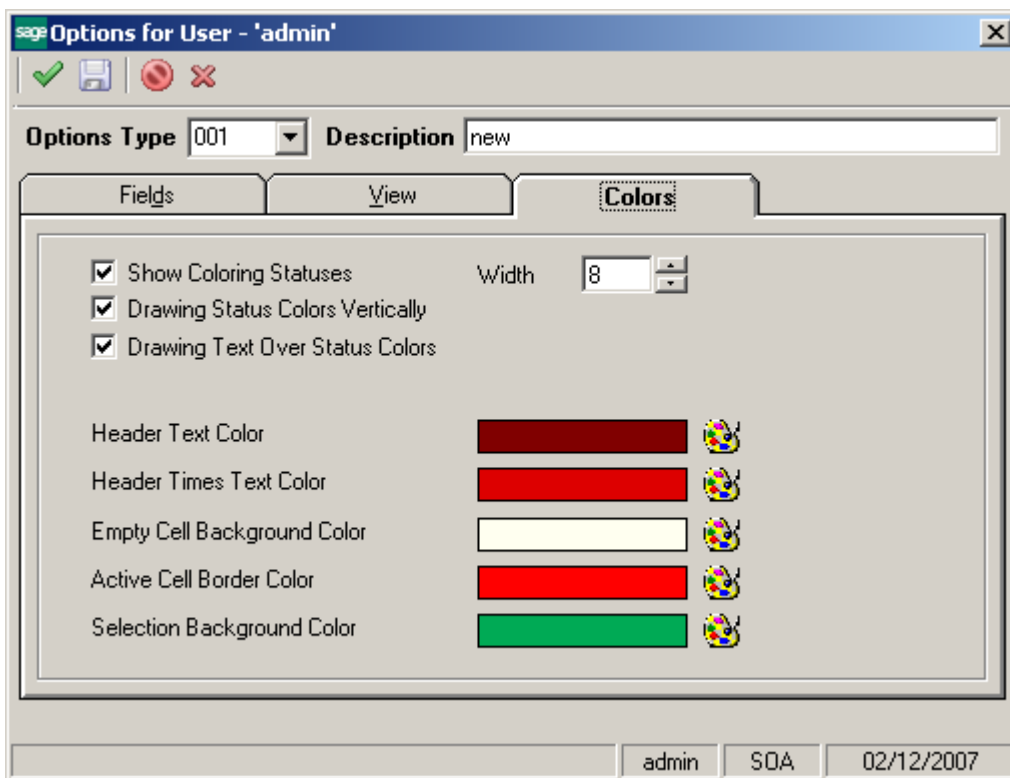 sage Options for User - 'admin'
Options Type 001 Description new
Fields View Colors
Show Coloring Statuses Width 8
Drawing Status Colors Vertically
Drawing Text Over Status Colors
Header Text Color
Header Times Text Color
Empty Cell Background Color
Active Cell Border Color
Selection Background Color
admin SOA 02/12/2007